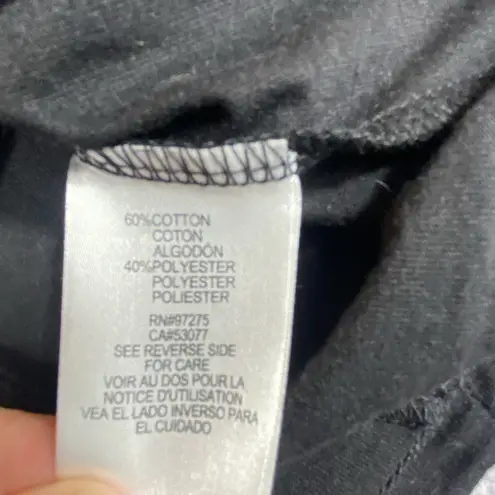 60%COTTON
COTON
ALGODÓN
40%POLYESTER
POLYESTER
POLIESTER
RN#97275
CA#53077
SEE REVERSE SIDE
FOR CARE
VOIR AU DOS POUR LA
NOTICE D'UTILISATION
VEA EL LADO INVERSO PARA
EL CUIDADO